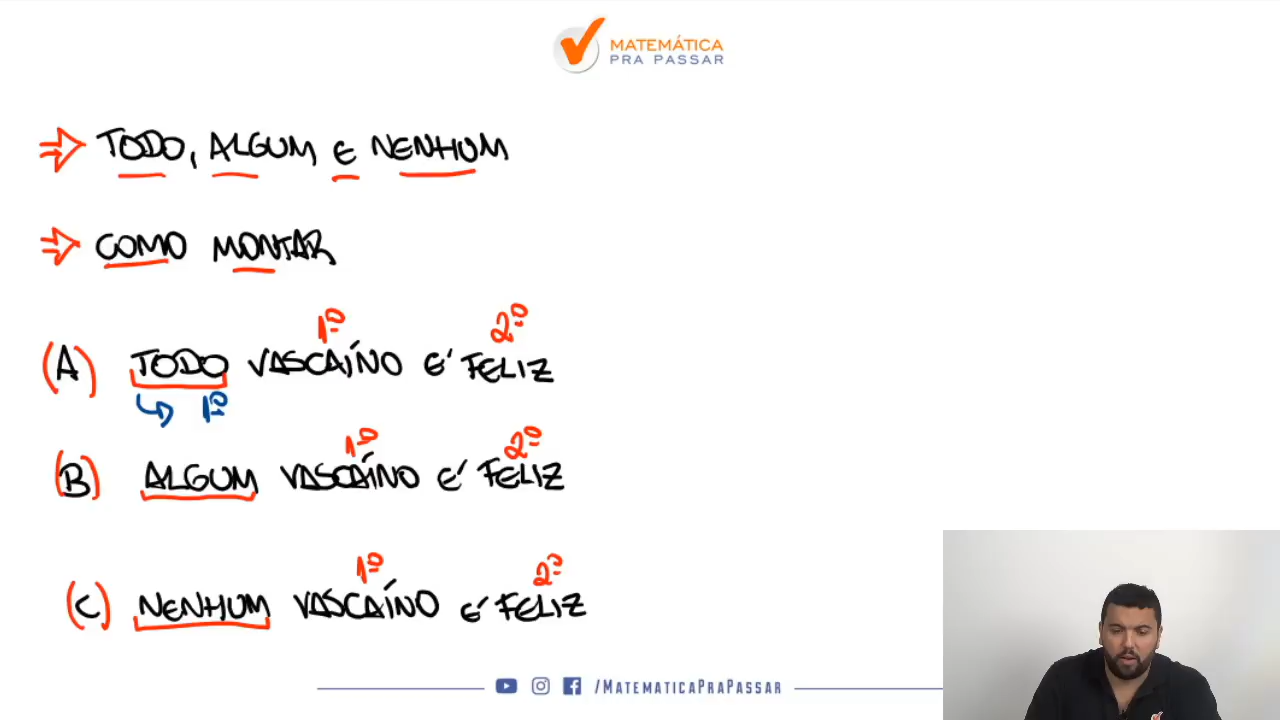 MATEMÁTICA
PRA PASSAR
⇒ TODO, ALGUM E NENHUM
⇒ COMO MONTAR
1º 2º
(A) TODO VASCAÍNO É FELIZ
↳ 1º
1º 2º
(B) ALGUM VASCAÍNO É FELIZ
1º 2º
(C) NENHUM VASCAÍNO É FELIZ
/MATEMATICAPRAPASSAR